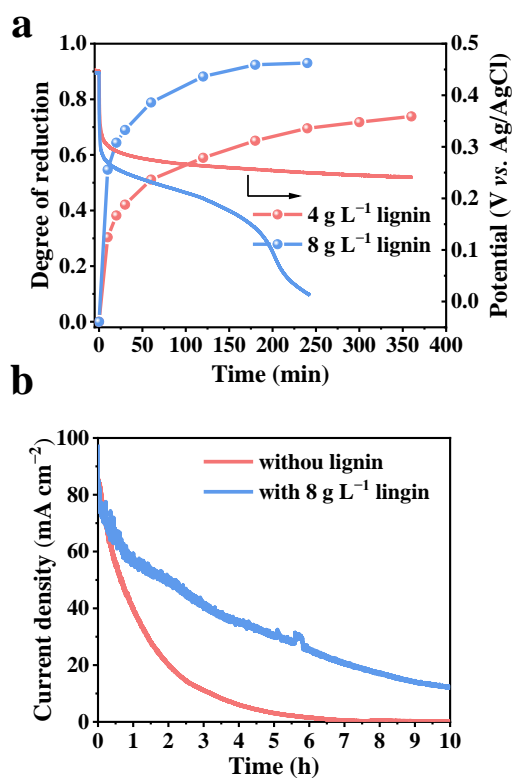 a
1.0
0.8
0.6
0.4
0.2
0.0
Degree of reduction
0.5
0.4
0.3
0.2
0.1
0.0
Potential (V vs. Ag/AgCl)
4 g L⁻¹ lignin
8 g L⁻¹ lignin
0 50 100 150 200 250 300 350 400
Time (min)
b
100
80
60
40
20
0
Current density (mA cm⁻²)
withou lignin
with 8 g L⁻¹ lingin
0 1 2 3 4 5 6 7 8 9 10
Time (h)